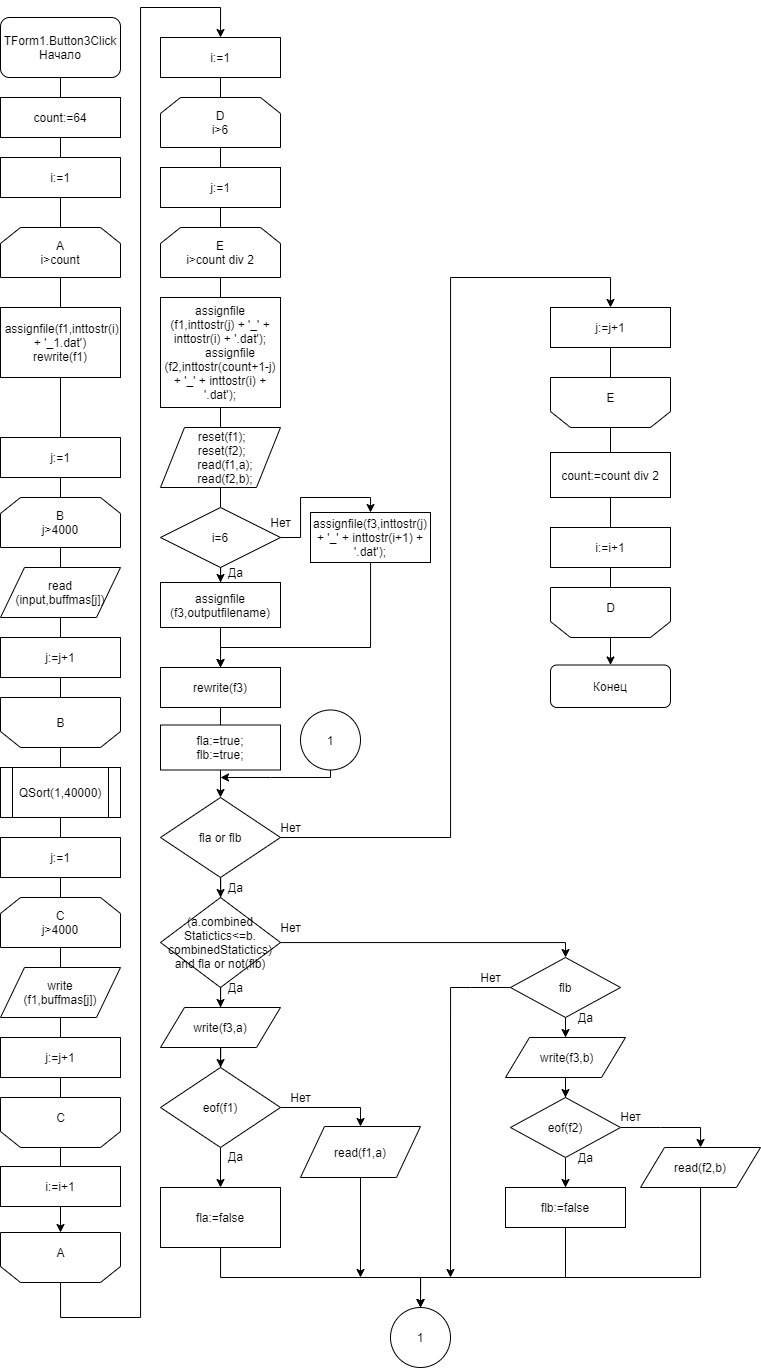 TForm1.Button3Click
Начало
count:=64
i:=1
A
i>count
assignfile(f1,inttostr(i)
+ '_1.dat')
rewrite(f1)
j:=1
B
j>4000
read
(input,buffmas[j])
j:=j+1
B
QSort(1,40000)
j:=1
C
j>4000
write
(f1,buffmas[j])
j:=j+1
C
i:=i+1
A
i:=1
D
i>6
j:=1
E
i>count div 2
assignfile
(f1,inttostr(j) + '_' +
inttostr(i) + '.dat');
assignfile
(f2,inttostr(count+1-j)
+ '_' + inttostr(i) +
'.dat');
reset(f1);
reset(f2);
read(f1,a);
read(f2,b);
i=6
Нет
assignfile(f3,inttostr(j)
+ '_' + inttostr(i+1) +
'.dat');
Да
assignfile
(f3,outputfilename)
rewrite(f3)
fla:=true;
flb:=true;
1
fla or flb
Нет
Да
(a.combined
Statictics<=b.
combinedStatictics)
and fla or not(flb)
Нет
Да
write(f3,a)
eof(f1)
Нет
read(f1,a)
Да
fla:=false
flb
Нет
Да
write(f3,b)
eof(f2)
Нет
read(f2,b)
Да
flb:=false
1
j:=j+1
E
count:=count div 2
i:=i+1
D
Конец